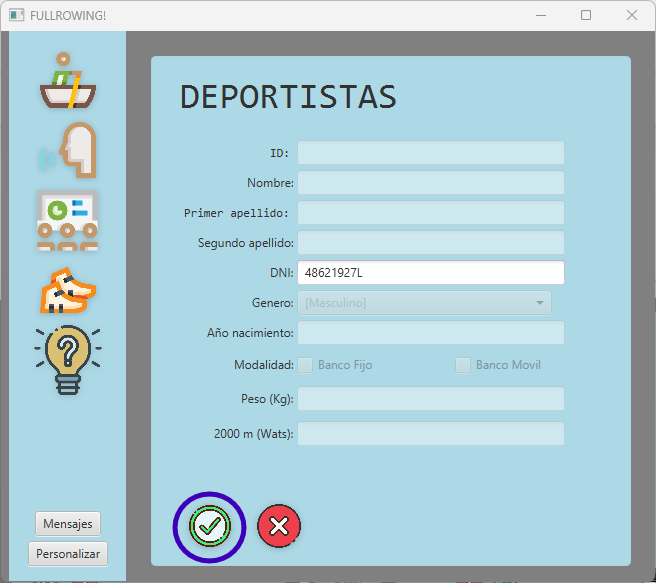 FULLROWING!
DEPORTISTAS
ID:
Nombre:
Primer apellido:
Segundo apellido:
DNI: 48621927L
Genero: [Masculino]
Año nacimiento:
Modalidad: Banco Fijo Banco Movil
Peso (Kg):
2000 m (Wats):
Mensajes
Personalizar